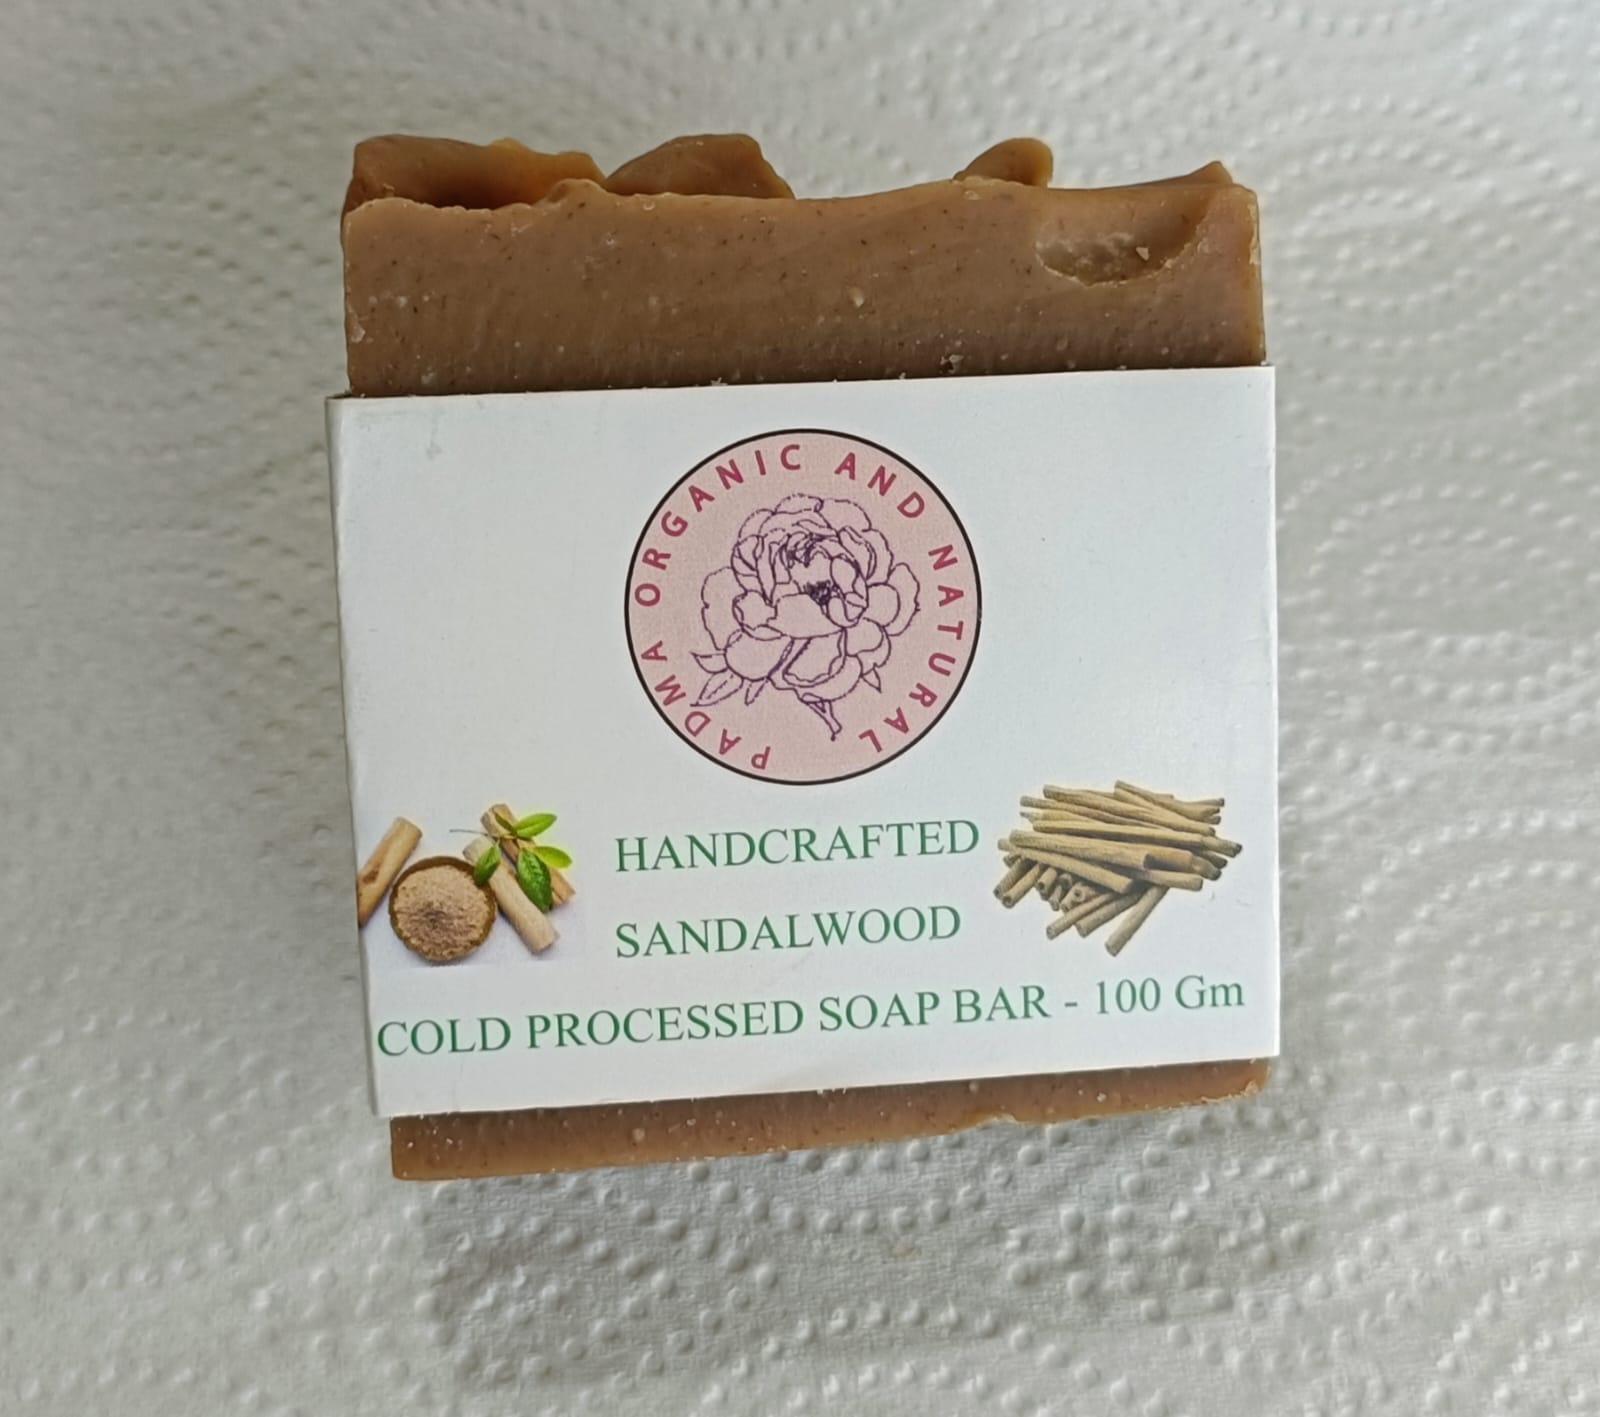 PADMA ORGANIC AND NATURAL
HANDCRAFTED
SANDALWOOD
COLD PROCESSED SOAP BAR - 100 Gm